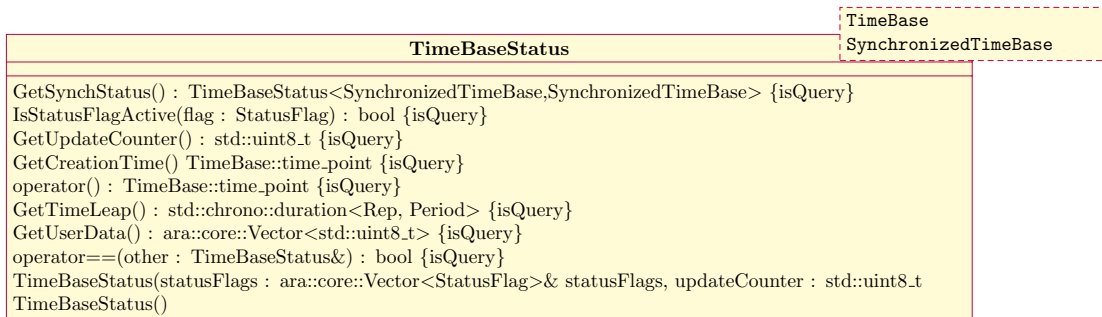 TimeBase
SynchronizedTimeBase
TimeBaseStatus
GetSynchStatus() : TimeBaseStatus<SynchronizedTimeBase,SynchronizedTimeBase> {isQuery}
IsStatusFlagActive(flag : StatusFlag) : bool {isQuery}
GetUpdateCounter() : std::uint8_t {isQuery}
GetCreationTime() TimeBase::time_point {isQuery}
operator() : TimeBase::time_point {isQuery}
GetTimeLeap() : std::chrono::duration<Rep, Period> {isQuery}
GetUserData() : ara::core::Vector<std::uint8_t> {isQuery}
operator==(other : TimeBaseStatus&) : bool {isQuery}
TimeBaseStatus(statusFlags : ara::core::Vector<StatusFlag>& statusFlags, updateCounter : std::uint8_t
TimeBaseStatus()